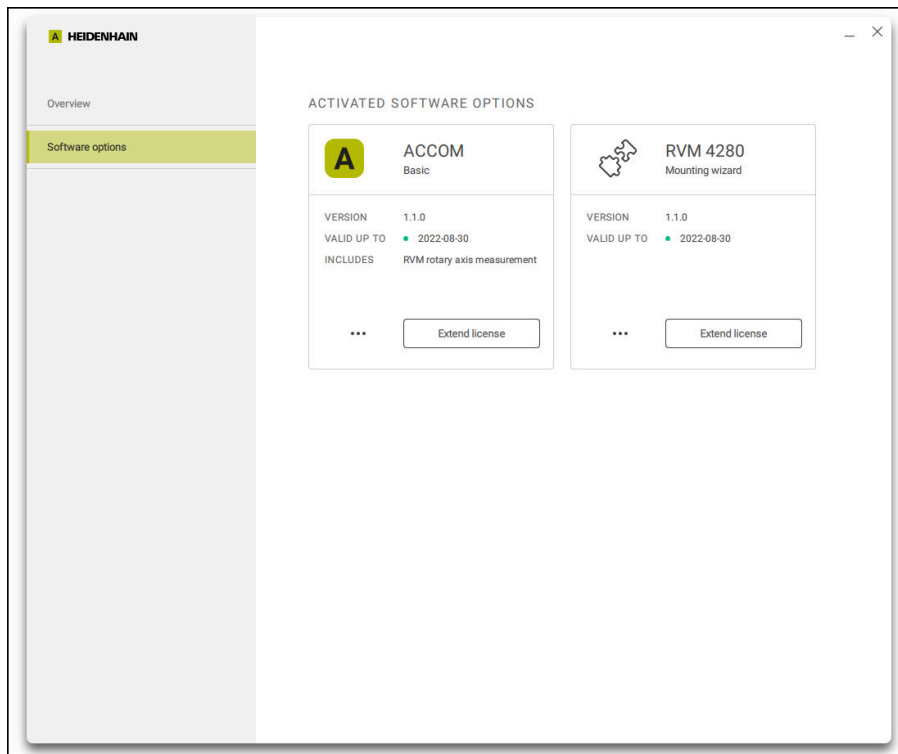 A HEIDENHAIN
Overview
Software options
ACTIVATED SOFTWARE OPTIONS
A
ACCOM
Basic
VERSION 1.1.0
VALID UP TO 2022-08-30
INCLUDES RVM rotary axis measurement
Extend license
RVM 4280
Mounting wizard
VERSION 1.1.0
VALID UP TO 2022-08-30
Extend license